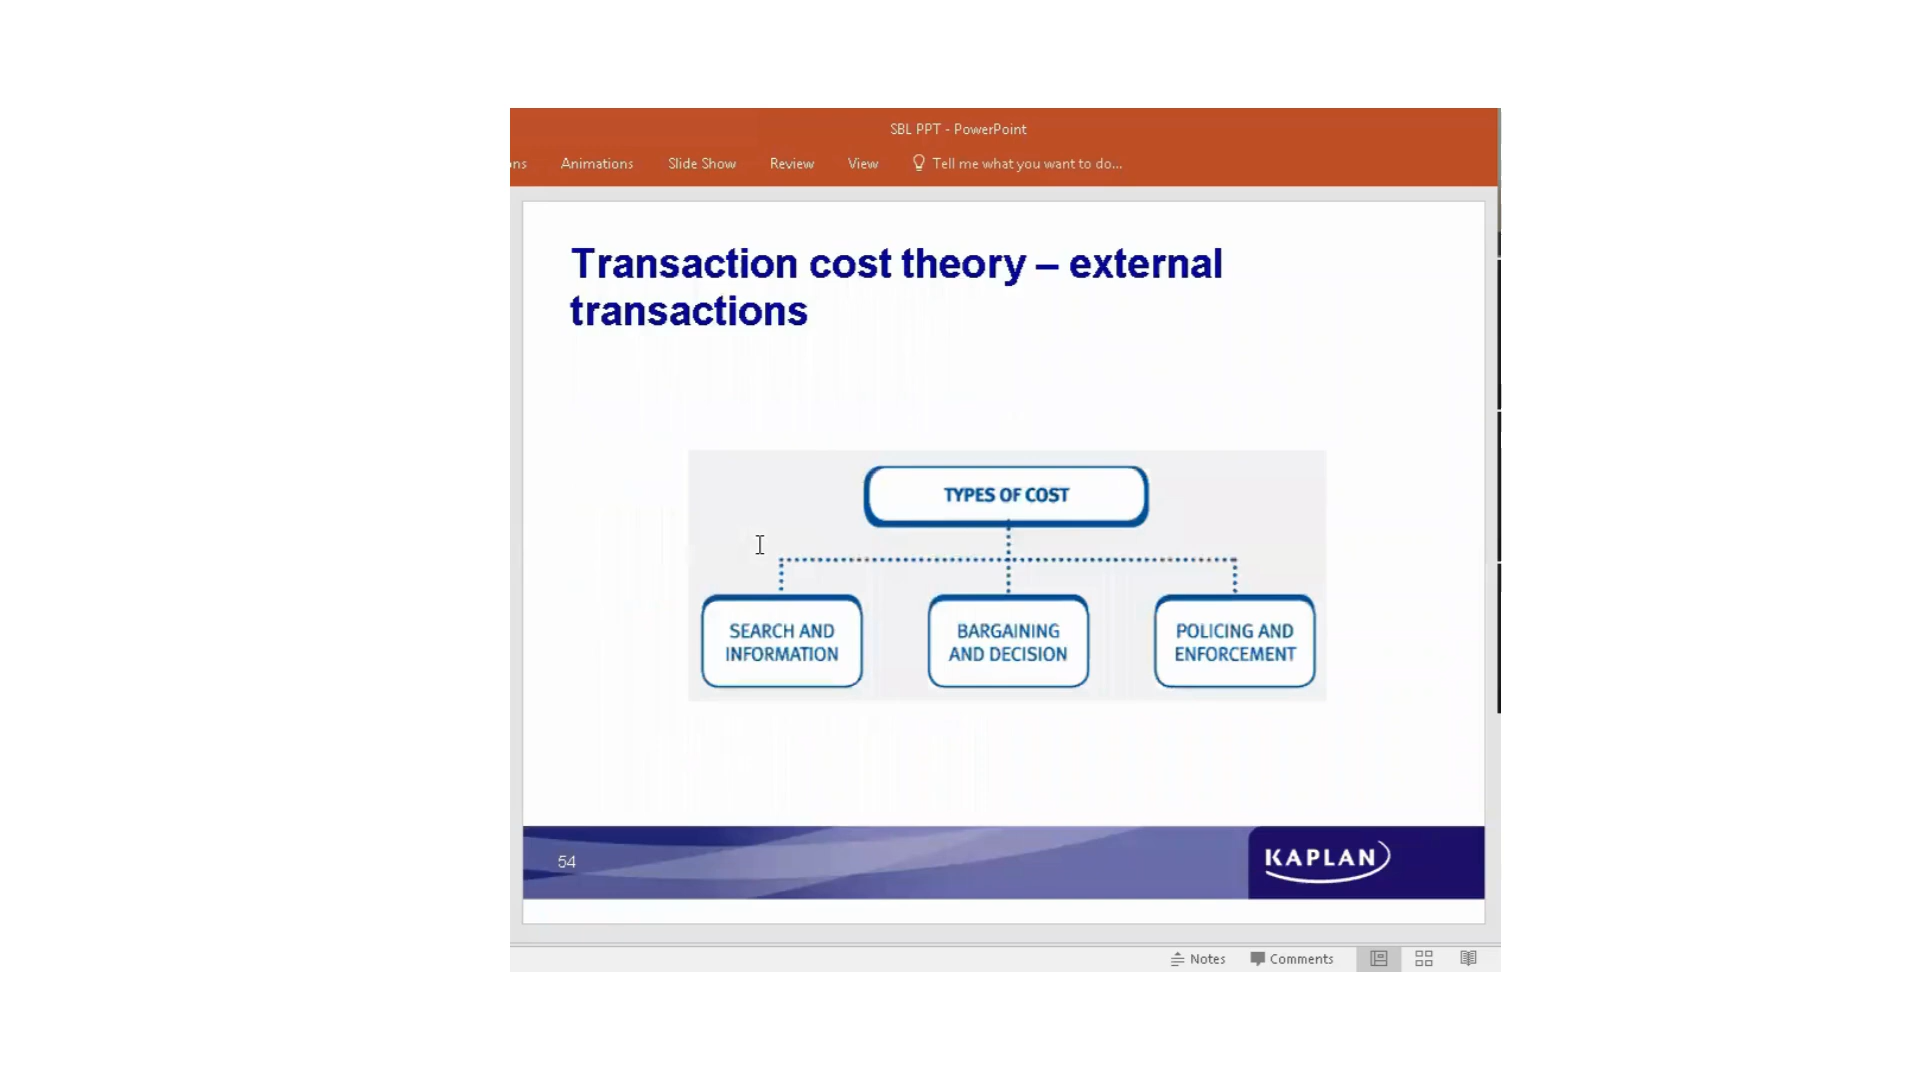 SBL PPT - PowerPoint
Animations Slide Show Review View Tell me what you want to do...
Transaction cost theory – external
transactions
TYPES OF COST
SEARCH AND
INFORMATION
BARGAINING
AND DECISION
POLICING AND
ENFORCEMENT
54
KAPLAN
Notes Comments